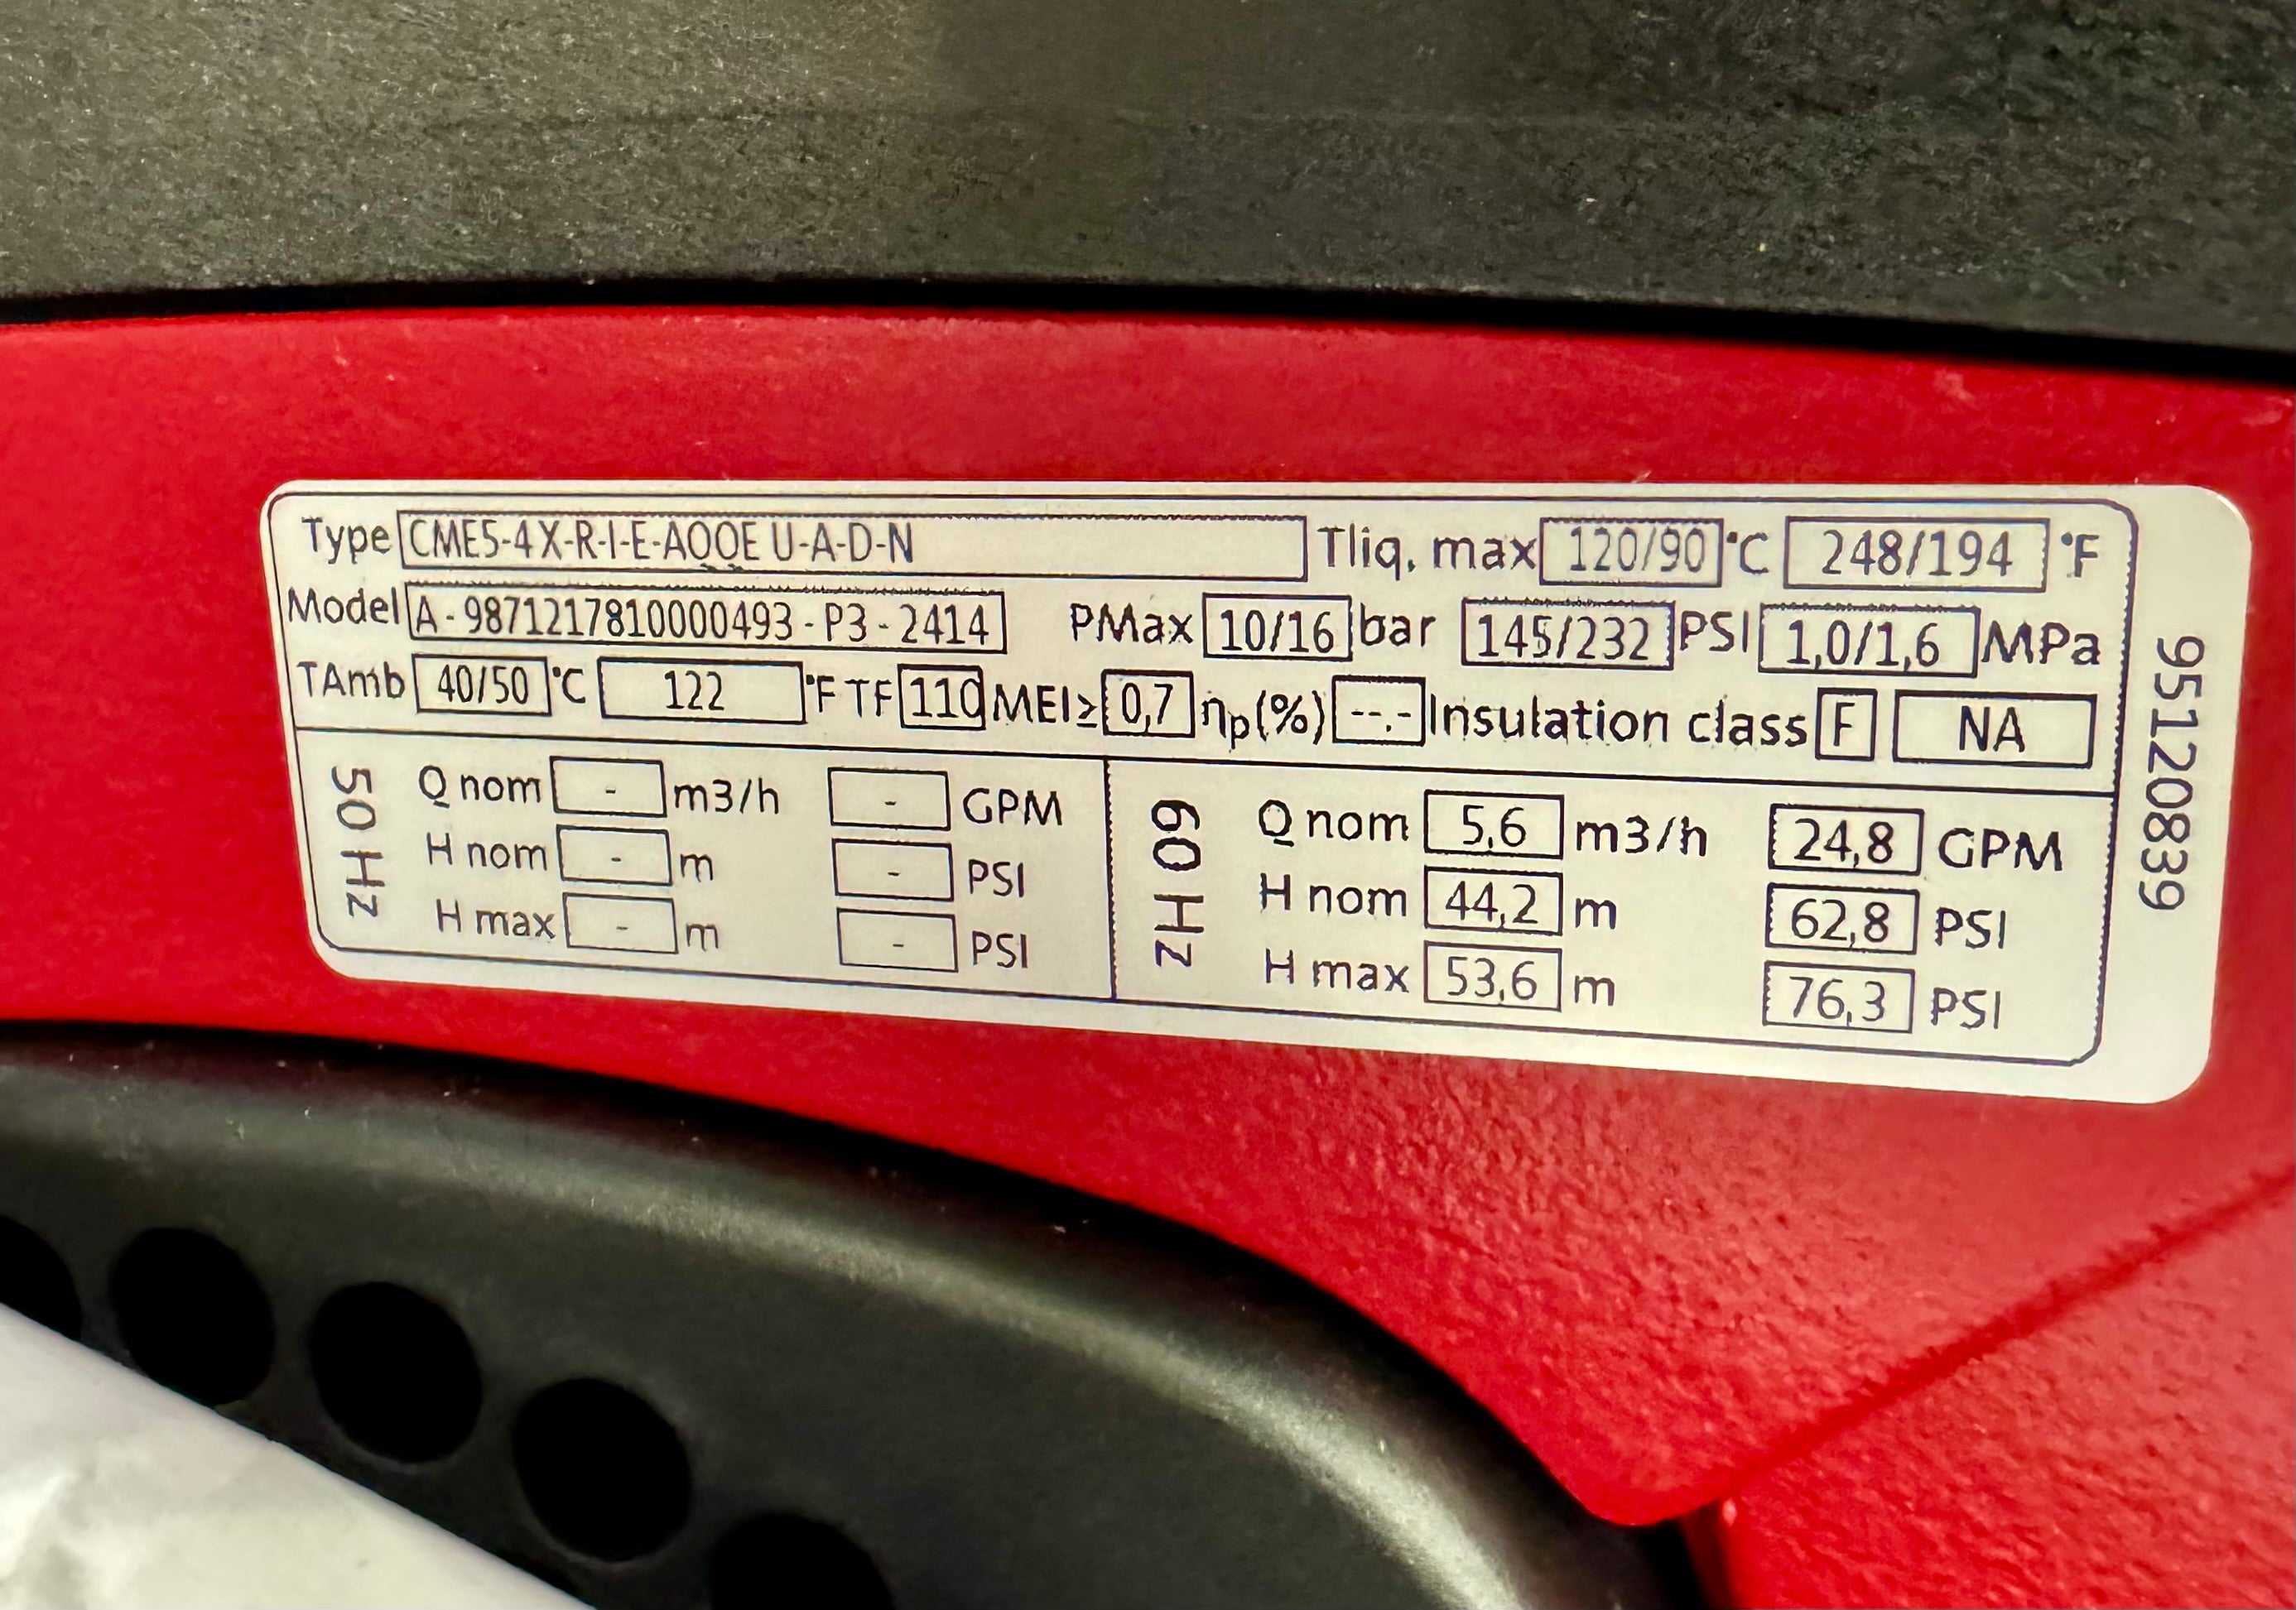 Type CME5-4 X-R-I-E-AOOE U-A-D-N Tliq. max 120/90 °C 248/194 °F
Model A - 9871217810000493 - P3 - 2414 PMax 10/16 bar 145/232 PSI 1,0/1,6 MPa
TAmb 40/50 °C 122 °F TF 110 MEI≥ 0,7 ηp(%) --.- Insulation class F NA
50 Hz
Q nom - m3/h - GPM
H nom - m - PSI
H max - m - PSI
60 Hz
Q nom 5,6 m3/h 24,8 GPM
H nom 44,2 m 62,8 PSI
H max 53,6 m 76,3 PSI
95120839